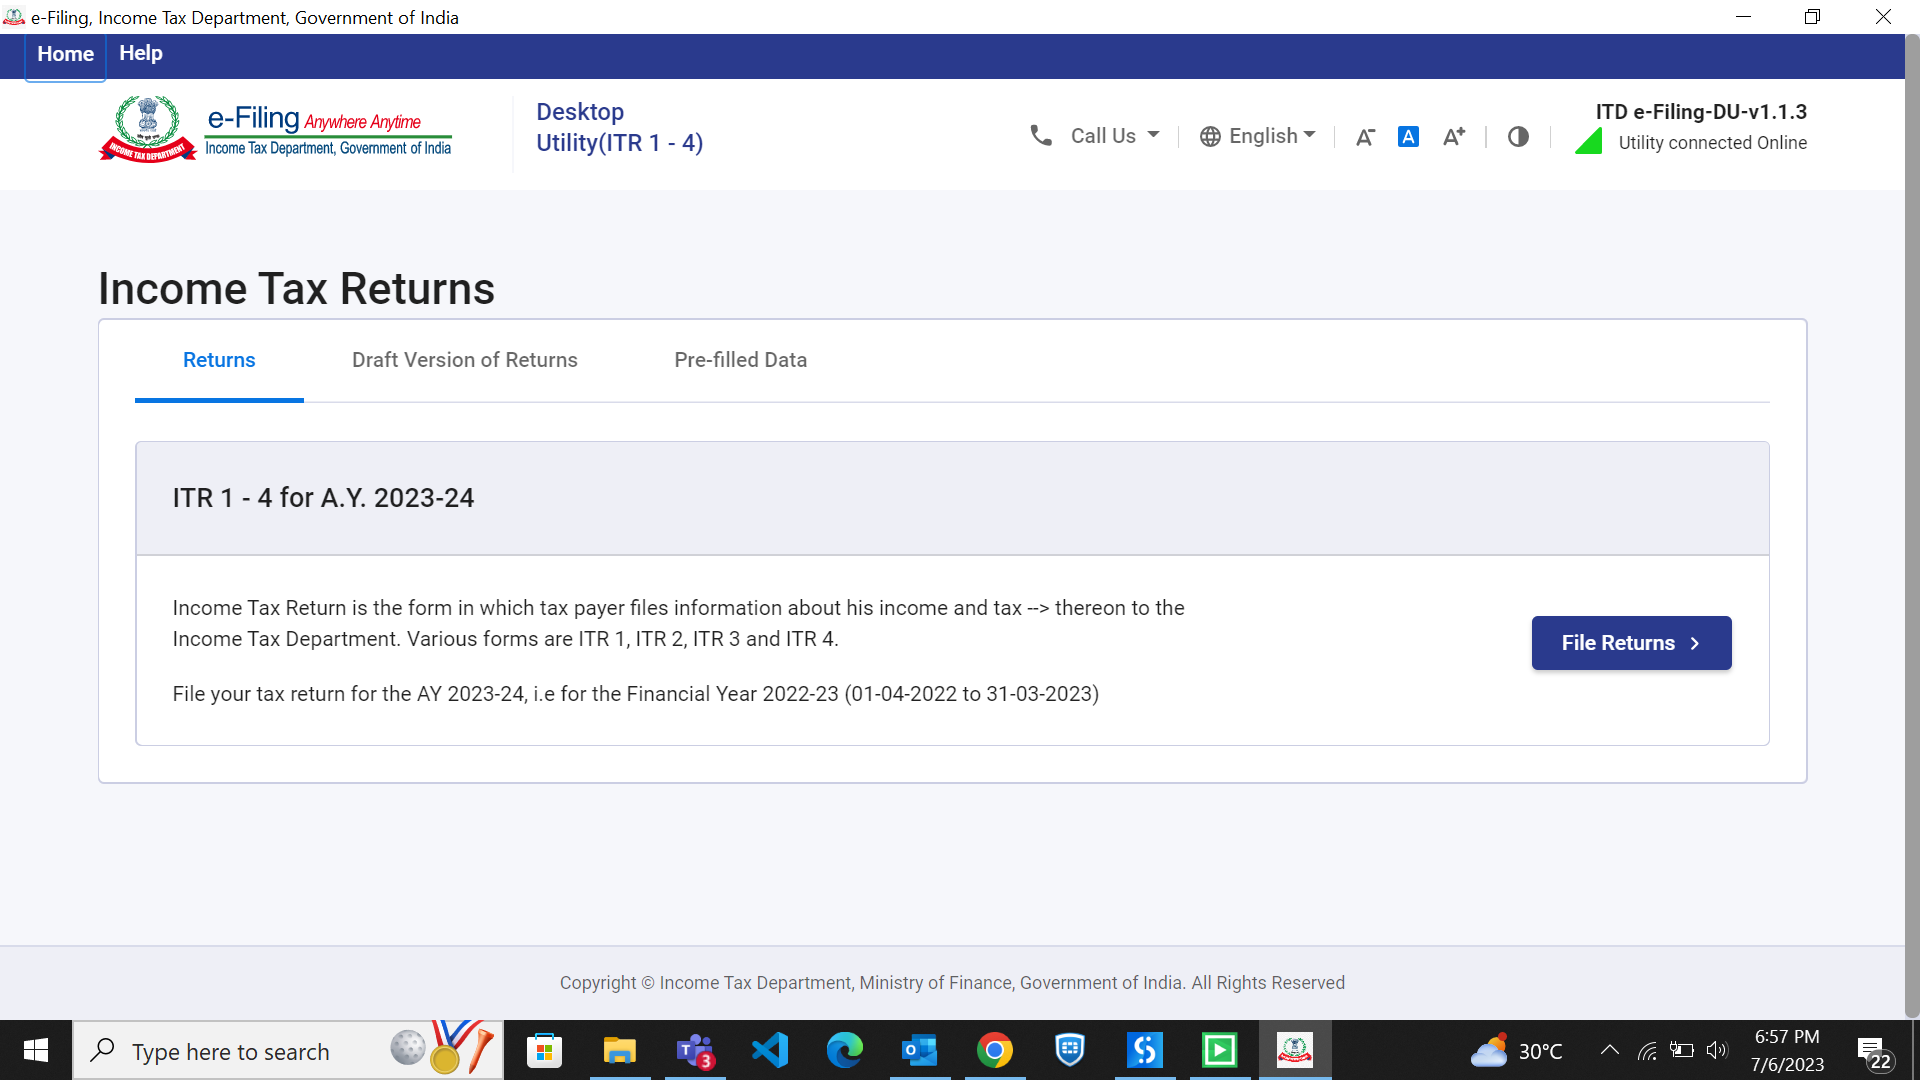 e-Filing, Income Tax Department, Government of India
Home Help
e-Filing Anywhere Anytime
Income Tax Department, Government of India
INCOME TAX DEPARTMENT
Desktop
Utility(ITR 1 - 4)
Call Us
English
A-
A
A+
ITD e-Filing-DU-v1.1.3
Utility connected Online
Income Tax Returns
Returns Draft Version of Returns Pre-filled Data
ITR 1 - 4 for A.Y. 2023-24
Income Tax Return is the form in which tax payer files information about his income and tax --> thereon to the
Income Tax Department. Various forms are ITR 1, ITR 2, ITR 3 and ITR 4.
File Returns
File your tax return for the AY 2023-24, i.e for the Financial Year 2022-23 (01-04-2022 to 31-03-2023)
Copyright © Income Tax Department, Ministry of Finance, Government of India. All Rights Reserved
Type here to search
3
30°C
6:57 PM
7/6/2023
22